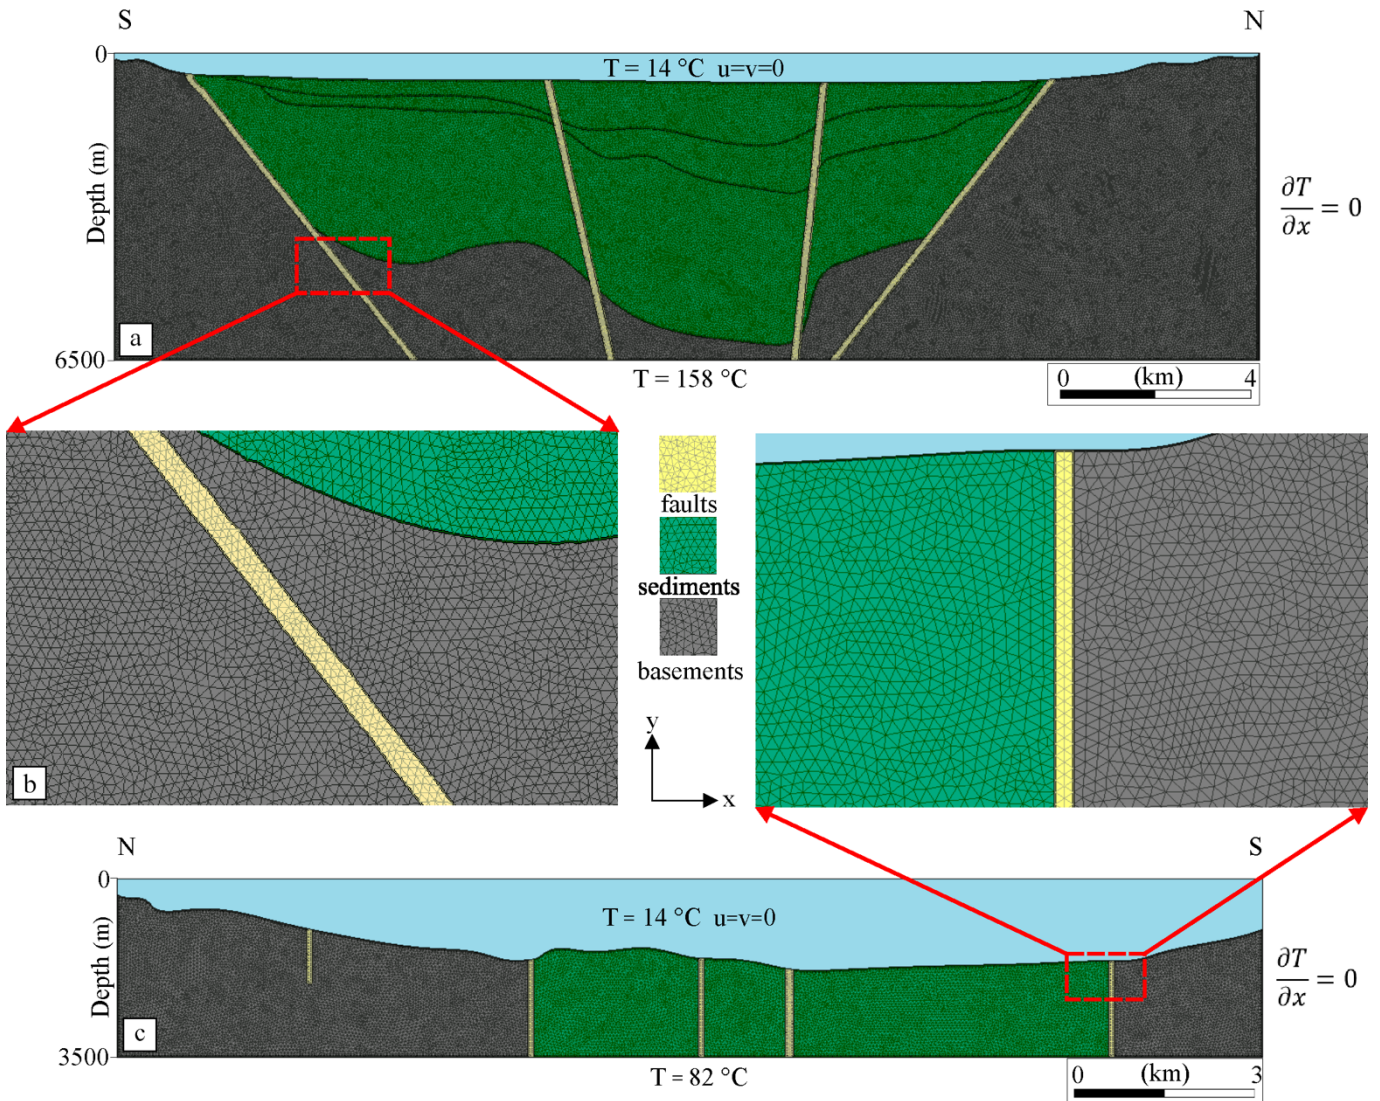 S
N
0
T = 14 °C u=v=0
Depth (m)
∂T/∂x = 0
a
6500
T = 158 °C
0 (km) 4
faults
sediments
basements
y
x
b
N
S
0
T = 14 °C u=v=0
Depth (m)
∂T/∂x = 0
c
3500
T = 82 °C
0 (km) 3